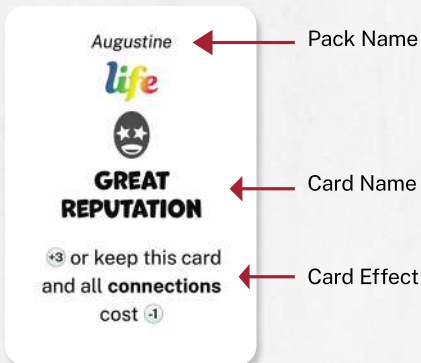 Augustine
Pack Name
life
GREAT
REPUTATION
Card Name
+3 or keep this card
and all connections
cost -1
Card Effect